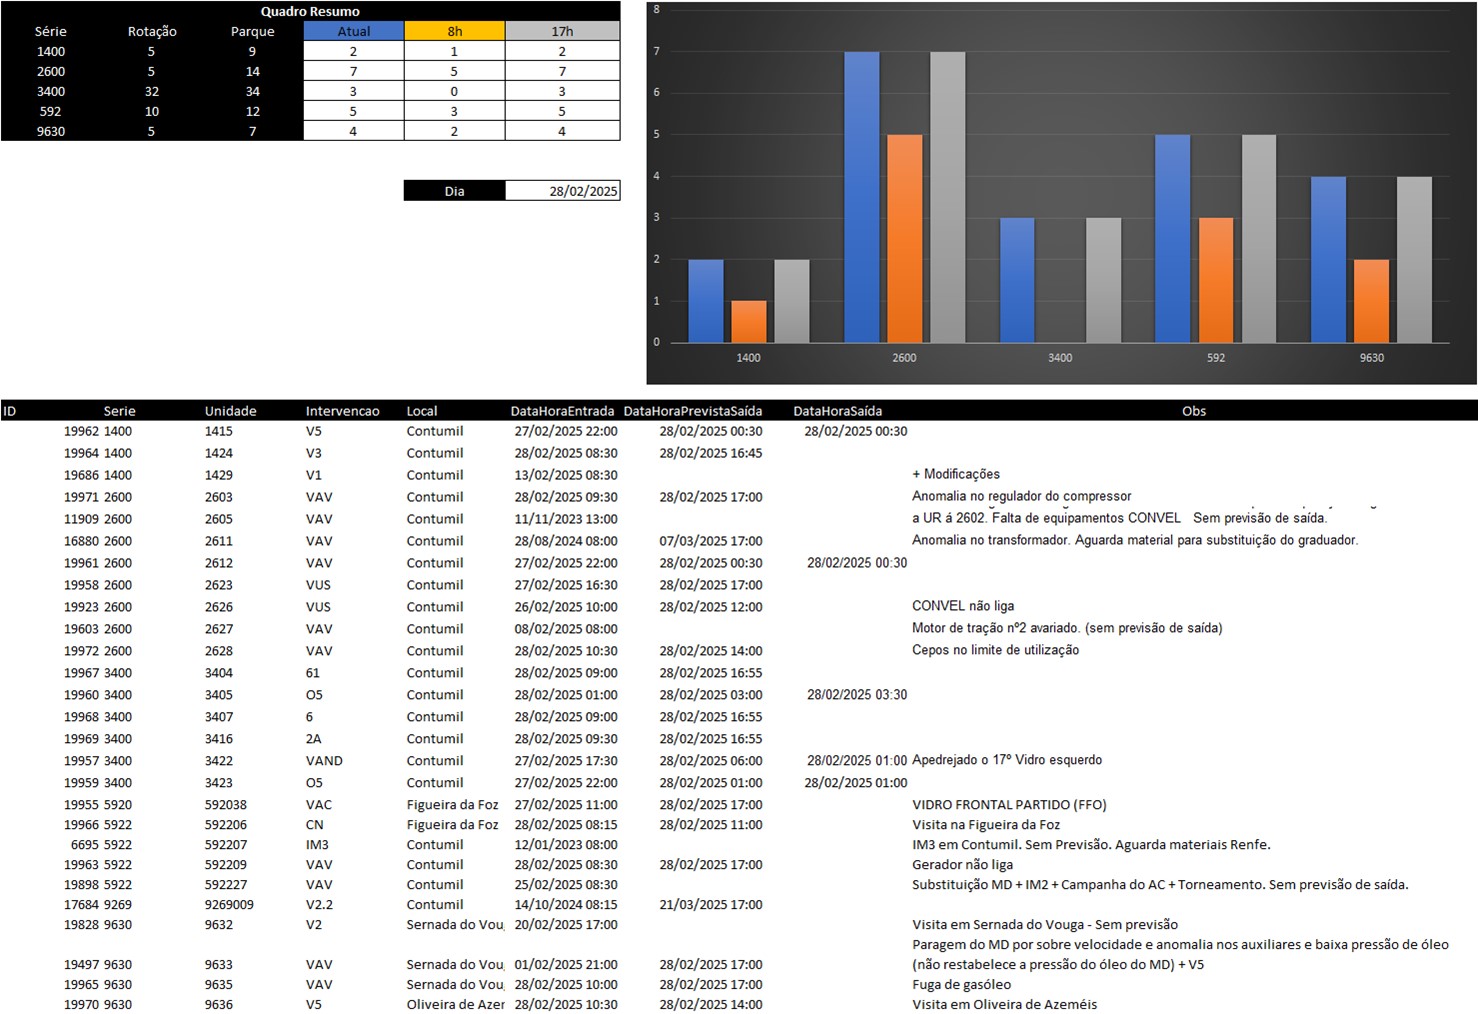 Quadro Resumo
Série Rotação Parque Atual 8h 17h
1400 5 9 2 1 2
2600 5 14 7 5 7
3400 32 34 3 0 3
592 10 12 5 3 5
9630 5 7 4 2 4
Dia 28/02/2025
8
7
6
5
4
3
2
1
0
1400 2600 3400 592 9630
ID Serie Unidade Intervencao Local DataHoraEntrada DataHoraPrevistaSaída DataHoraSaída Obs
19962 1400 1415 V5 Contumil 27/02/2025 22:00 28/02/2025 00:30 28/02/2025 00:30
19964 1400 1424 V3 Contumil 28/02/2025 08:30 28/02/2025 16:45
19686 1400 1429 V1 Contumil 13/02/2025 08:30 + Modificações
19971 2600 2603 VAV Contumil 28/02/2025 09:30 28/02/2025 17:00 Anomalia no regulador do compressor
11909 2600 2605 VAV Contumil 11/11/2023 13:00 a UR á 2602. Falta de equipamentos CONVEL Sem previsão de saída.
16880 2600 2611 VAV Contumil 28/08/2024 08:00 07/03/2025 17:00 Anomalia no transformador. Aguarda material para substituição do graduador.
19961 2600 2612 VAV Contumil 27/02/2025 22:00 28/02/2025 00:30 28/02/2025 00:30
19958 2600 2623 VUS Contumil 27/02/2025 16:30 28/02/2025 17:00
19923 2600 2626 VUS Contumil 26/02/2025 10:00 28/02/2025 12:00 CONVEL não liga
19603 2600 2627 VAV Contumil 08/02/2025 08:00 Motor de tração nº2 avariado. (sem previsão de saída)
19972 2600 2628 VAV Contumil 28/02/2025 10:30 28/02/2025 14:00 Cepos no limite de utilização
19967 3400 3404 61 Contumil 28/02/2025 09:00 28/02/2025 16:55
19960 3400 3405 O5 Contumil 28/02/2025 01:00 28/02/2025 03:00 28/02/2025 03:30
19968 3400 3407 6 Contumil 28/02/2025 09:00 28/02/2025 16:55
19969 3400 3416 2A Contumil 28/02/2025 09:30 28/02/2025 16:55
19957 3400 3422 VAND Contumil 27/02/2025 17:30 28/02/2025 06:00 28/02/2025 01:00 Apedrejado o 17º Vidro esquerdo
19959 3400 3423 O5 Contumil 27/02/2025 22:00 28/02/2025 01:00 28/02/2025 01:00
19955 5920 592038 VAC Figueira da Foz 27/02/2025 11:00 28/02/2025 17:00 VIDRO FRONTAL PARTIDO (FFO)
19966 5922 592206 CN Figueira da Foz 28/02/2025 08:15 28/02/2025 11:00 Visita na Figueira da Foz
6695 5922 592207 IM3 Contumil 12/01/2023 08:00 IM3 em Contumil. Sem Previsão. Aguarda materiais Renfe.
19963 5922 592209 VAV Contumil 28/02/2025 08:30 28/02/2025 17:00 Gerador não liga
19898 5922 592227 VAV Contumil 25/02/2025 08:30 Substituição MD + IM2 + Campanha do AC + Torneamento. Sem previsão de saída.
17684 9269 9269009 V2.2 Contumil 14/10/2024 08:15 21/03/2025 17:00
19828 9630 9632 V2 Sernada do Vou 20/02/2025 17:00 Visita em Sernada do Vouga - Sem previsão
Paragem do MD por sobre velocidade e anomalia nos auxiliares e baixa pressão de óleo
19497 9630 9633 VAV Sernada do Vou 01/02/2025 21:00 28/02/2025 17:00 (não restabelece a pressão do óleo do MD) + V5
19965 9630 9635 VAV Sernada do Vou 28/02/2025 10:00 28/02/2025 17:00 Fuga de gasóleo
19970 9630 9636 V5 Oliveira de Azer 28/02/2025 10:30 28/02/2025 14:00 Visita em Oliveira de Azeméis